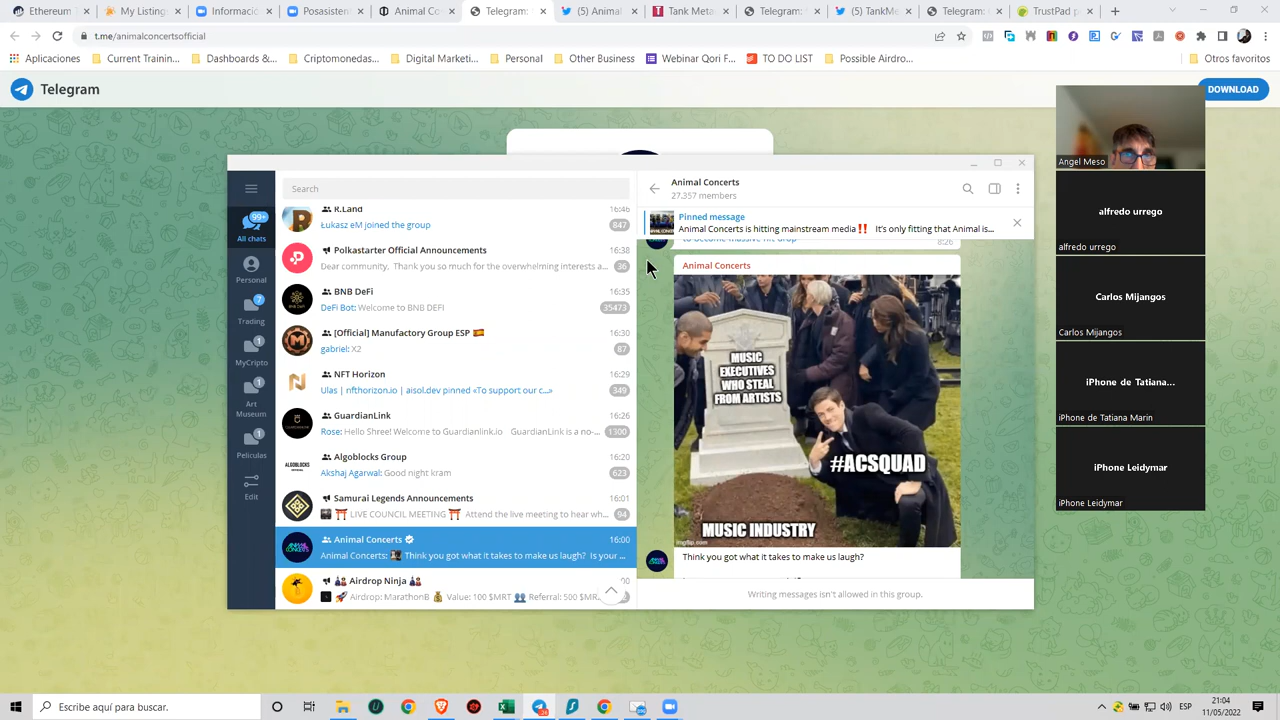 Ethereum T
My Listing
Informació
Posasisten
Animal Co
Telegram:
(5) Animal
Tank Meta
Telegram:
(5) TankMe
Telegram:
TrustPad p
t.me/animalconcertsofficial
Aplicaciones
Current Trainin...
Dashboards &...
Criptomonedas...
Digital Marketi...
Personal
Other Business
Webinar Qori F...
TO DO LIST
Possible Airdro...
Otros favoritos
Telegram
DOWNLOAD
Search
99+
All chats
Personal
7
Trading
1
MyCripto
1
Art
Museum
1
Peliculas
Edit
R.Land 16:46
Łukasz eM joined the group 847
Polkastarter Official Announcements 16:38
Dear community, Thank you so much for the overwhelming interests a... 36
BNB DeFi 16:35
DeFi Bot: Welcome to BNB DEFI 35473
[Official] Manufactory Group ESP 🇪🇸 16:30
gabriel: X2 87
NFT Horizon 16:29
Ulas | nfthorizon.io | aisol.dev pinned «To support our c...» 349
GuardianLink 16:26
Rose: Hello Shree! Welcome to Guardianlink.io GuardianLink is a no-... 1300
ALGOBLOCKS
Algoblocks Group 16:20
Akshaj Agarwal: Good night kram 623
Samurai Legends Announcements 16:01
⛩ LIVE COUNCIL MEETING ⛩ Attend the live meeting to hear wh... 94
ANIMAL
CONCERTS
Animal Concerts 16:00
Animal Concerts: Think you got what it takes to make us laugh? Is your ...
Airdrop Ninja
🚀 Airdrop: MarathonB 💰 Value: 100 $MRT 👥 Referral: 500 $MR
Animal Concerts
27,357 members
Pinned message
Animal Concerts is hitting mainstream media‼️ It's only fitting the Animal is...
8:26
Animal Concerts
MUSIC
EXECUTIVES
WHO STEAL
FROM ARTISTS
#ACSQUAD
MUSIC INDUSTRY
imgflip.com
Think you got what it takes to make us laugh?
Writing messages isn't allowed in this group.
Angel Meso
alfredo urrego
alfredo urrego
Carlos Mijangos
Carlos Mijangos
iPhone de Tatiana...
iPhone de Tatiana Marin
iPhone Leidymar
iPhone Leidymar
Escribe aquí para buscar.
ESP
21:04
11/05/2022